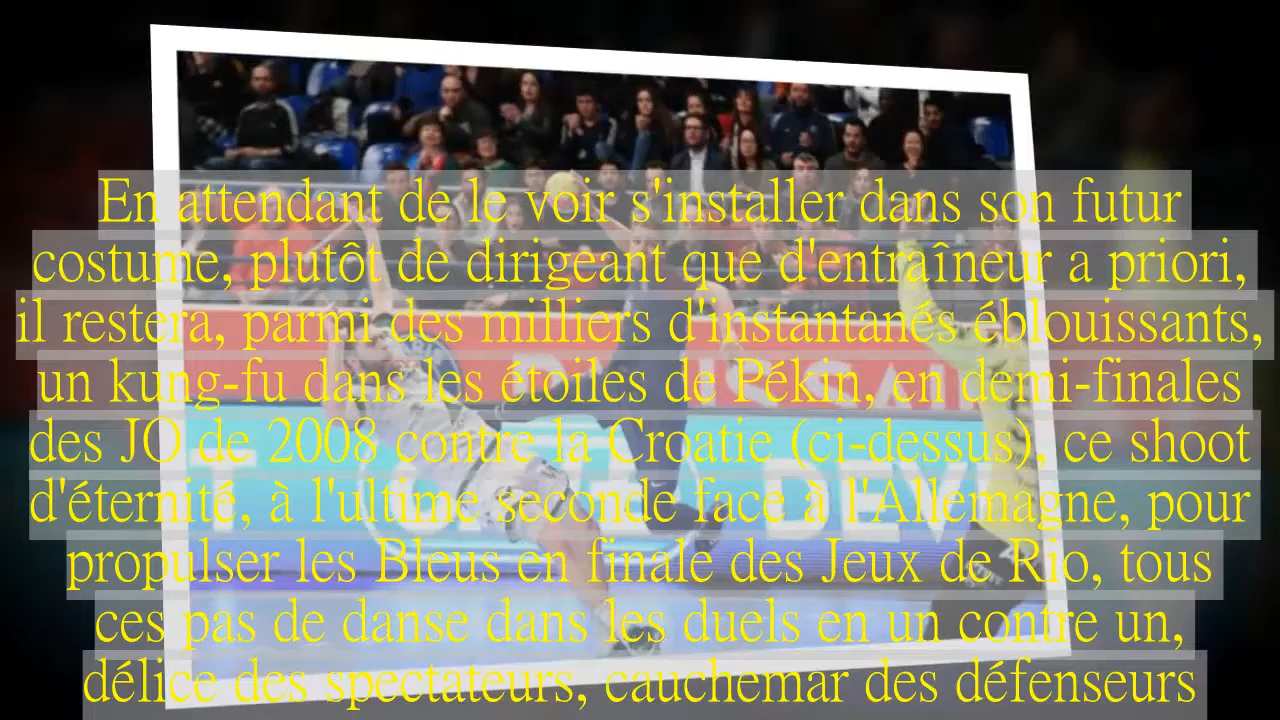 En attendant de le voir s'installer dans son futur
costume, plutôt de dirigeant que d'entraîneur a priori,
il restera, parmi des milliers d'instantanés éblouissants,
un kung-fu dans les étoiles de Pékin, en demi-finales
des JO de 2008 contre la Croatie (ci-dessus), ce shoot
d'éternité, à l'ultime seconde face à l'Allemagne, pour
propulser les Bleus en finale des Jeux de Rio, tous
ces pas de danse dans les duels en un contre un,
délice des spectateurs, cauchemar des défenseurs